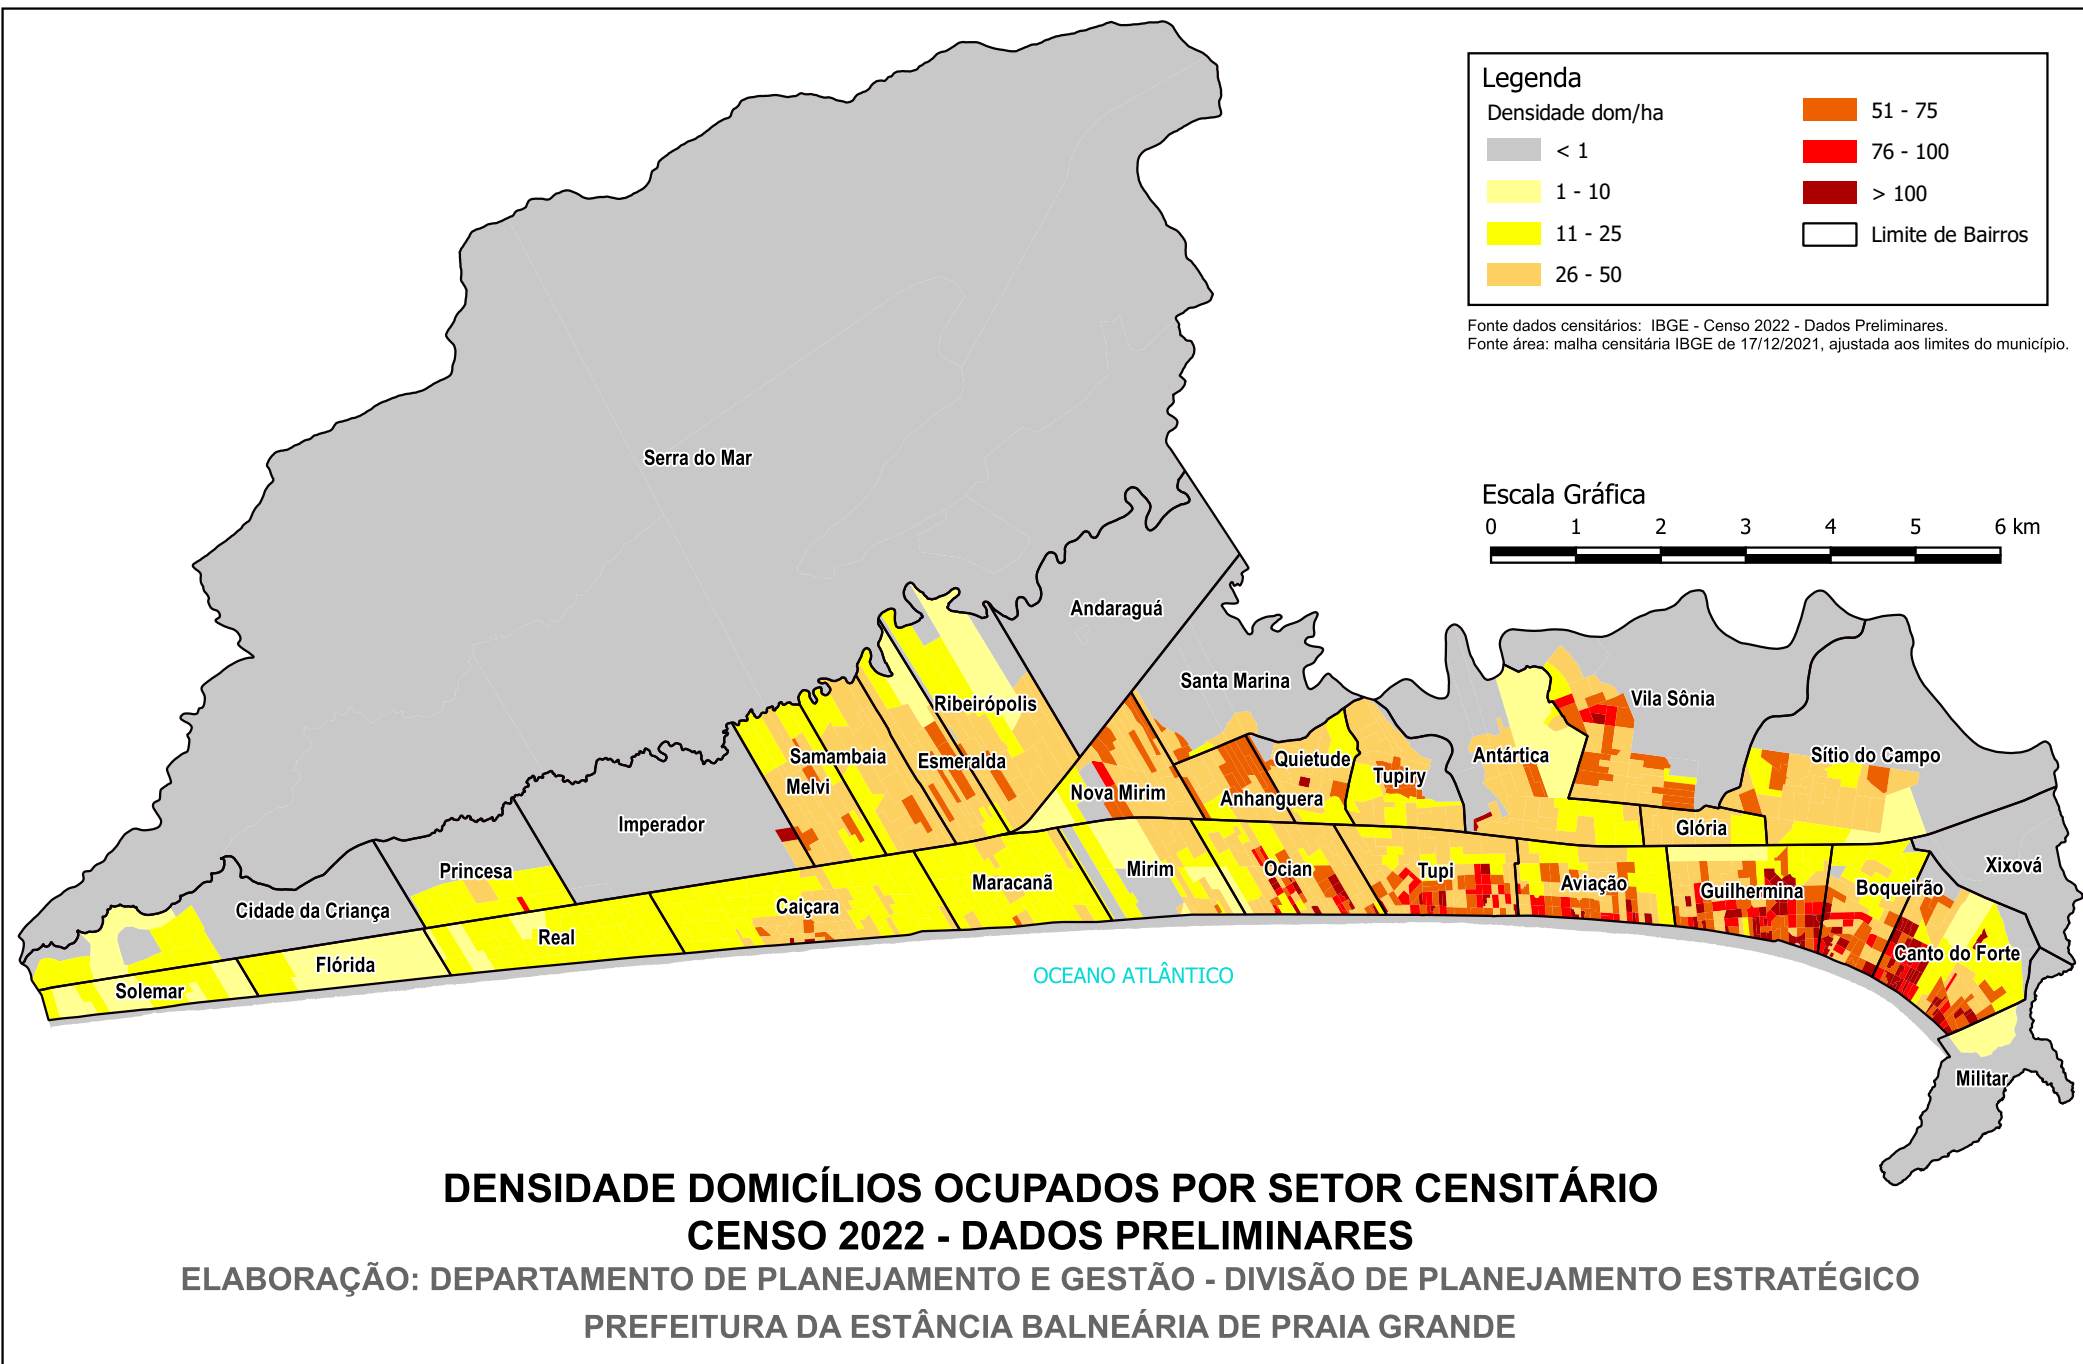 Legenda
Densidade dom/ha
< 1
1 - 10
11 - 25
26 - 50
51 - 75
76 - 100
> 100
Limite de Bairros
Fonte dados censitários: IBGE - Censo 2022 - Dados Preliminares.
Fonte área: malha censitária IBGE de 17/12/2021, ajustada aos limites do município.
Escala Gráfica
0 1 2 3 4 5 6 km
Serra do Mar
Andaraguá
Santa Marina
Ribeirópolis
Vila Sônia
Samambaia
Esmeralda
Quietude
Antártica
Sítio do Campo
Melvi
Nova Mirim
Anhanguera
Tupiry
Imperador
Glória
Princesa
Mirim
Ocian
Tupi
Xixová
Cidade da Criança
Caiçara
Maracanã
Aviação
Guilhermina
Boqueirão
Real
Flórida
Canto do Forte
Solemar
OCEANO ATLÂNTICO
Militar
DENSIDADE DOMICÍLIOS OCUPADOS POR SETOR CENSITÁRIO
CENSO 2022 - DADOS PRELIMINARES
ELABORAÇÃO: DEPARTAMENTO DE PLANEJAMENTO E GESTÃO - DIVISÃO DE PLANEJAMENTO ESTRATÉGICO
PREFEITURA DA ESTÂNCIA BALNEÁRIA DE PRAIA GRANDE